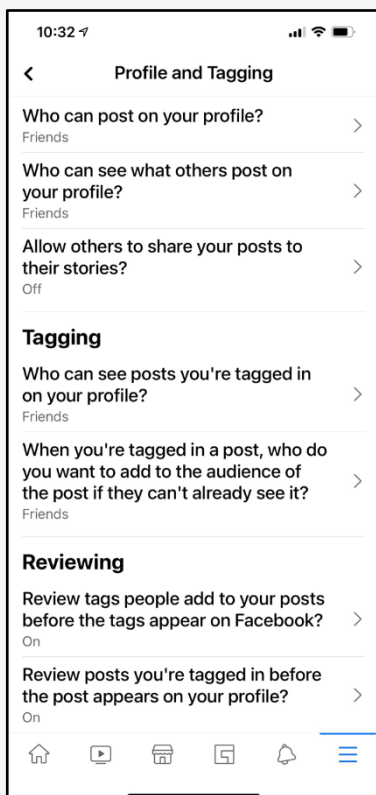 10:32
Profile and Tagging
Who can post on your profile?
Friends
Who can see what others post on
your profile?
Friends
Allow others to share your posts to
their stories?
Off
Tagging
Who can see posts you're tagged in
on your profile?
Friends
When you're tagged in a post, who do
you want to add to the audience of
the post if they can't already see it?
Friends
Reviewing
Review tags people add to your posts
before the tags appear on Facebook?
On
Review posts you're tagged in before
the post appears on your profile?
On